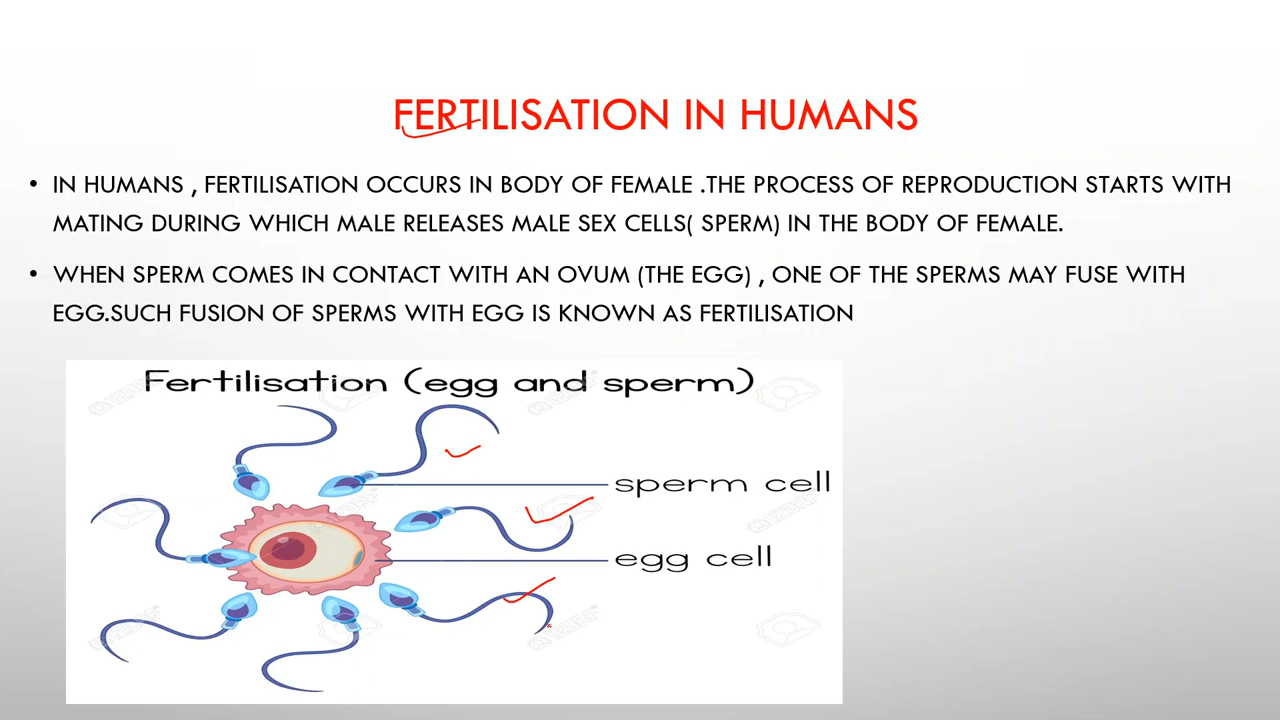 FERTILISATION IN HUMANS
• IN HUMANS , FERTILISATION OCCURS IN BODY OF FEMALE .THE PROCESS OF REPRODUCTION STARTS WITH
MATING DURING WHICH MALE RELEASES MALE SEX CELLS( SPERM) IN THE BODY OF FEMALE.
• WHEN SPERM COMES IN CONTACT WITH AN OVUM (THE EGG) , ONE OF THE SPERMS MAY FUSE WITH
EGG.SUCH FUSION OF SPERMS WITH EGG IS KNOWN AS FERTILISATION
Fertilisation (egg and sperm)
sperm cell
egg cell